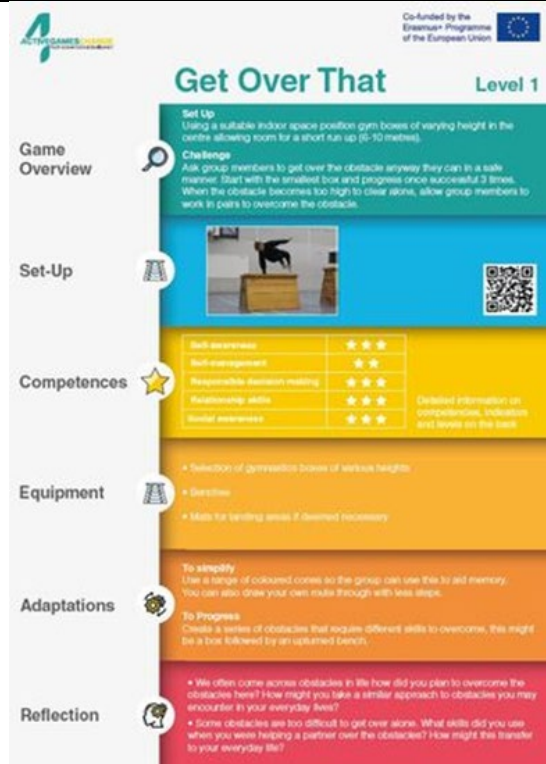 4
ACTIVEGAMESCHANGE
Co-funded by the
Erasmus+ Programme
of the European Union
Get Over That
Level 1
Game
Overview
Set Up
Using a suitable indoor space position gym boxes of varying height in the
centre allowing room for a short run up (6-10 metres).
Challenge
Ask group members to get over the obstacle anyway they can in a safe
manner. Start with the smallest box and progress once successful 3 times.
When the obstacle becomes too high to clear alone, allow group members to
work in pairs to overcome the obstacle.
Set-Up
Competences
Self-awareness
Self-management
Responsible decision making
Relationship skills
Social awareness
Detailed information on
competencies, indicators
and levels on the back
Equipment
• Selection of gymnastics boxes of various heights
• Benches
• Mats for landing areas if deemed necessary
Adaptations
To simplify
Use a range of coloured cones so the group can use this to aid memory.
You can also draw your own route through with less steps.
To Progress
Create a series of obstacles that require different skills to overcome, this might
be a box followed by an upturned bench.
Reflection
• We often come across obstacles in life how did you plan to overcome the
obstacles here? How might you take a similar approach to obstacles you may
encounter in your everyday lives?
• Some obstacles are too difficult to get over alone. What skills did you use
when you were helping a partner over the obstacles? How might this transfer
to your everyday life?